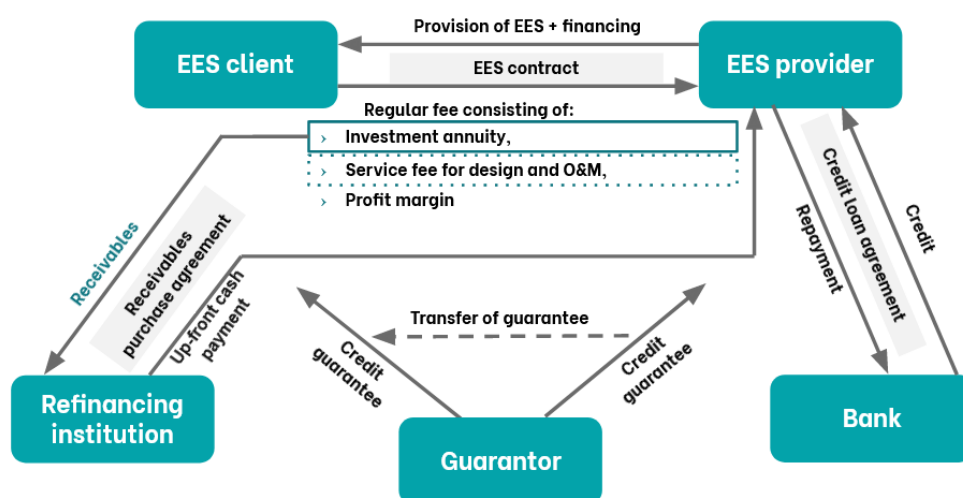 Provision of EES + financing
EES client
EES provider
EES contract
Regular fee consisting of:
› Investment annuity,
› Service fee for design and O&M,
› Profit margin
Receivables
Receivables
purchase agreement
Up-front cash
payment
Repayment
Credit loan agreement
Credit
Transfer of guarantee
Credit
guarantee
Credit
guarantee
Refinancing
institution
Guarantor
Bank